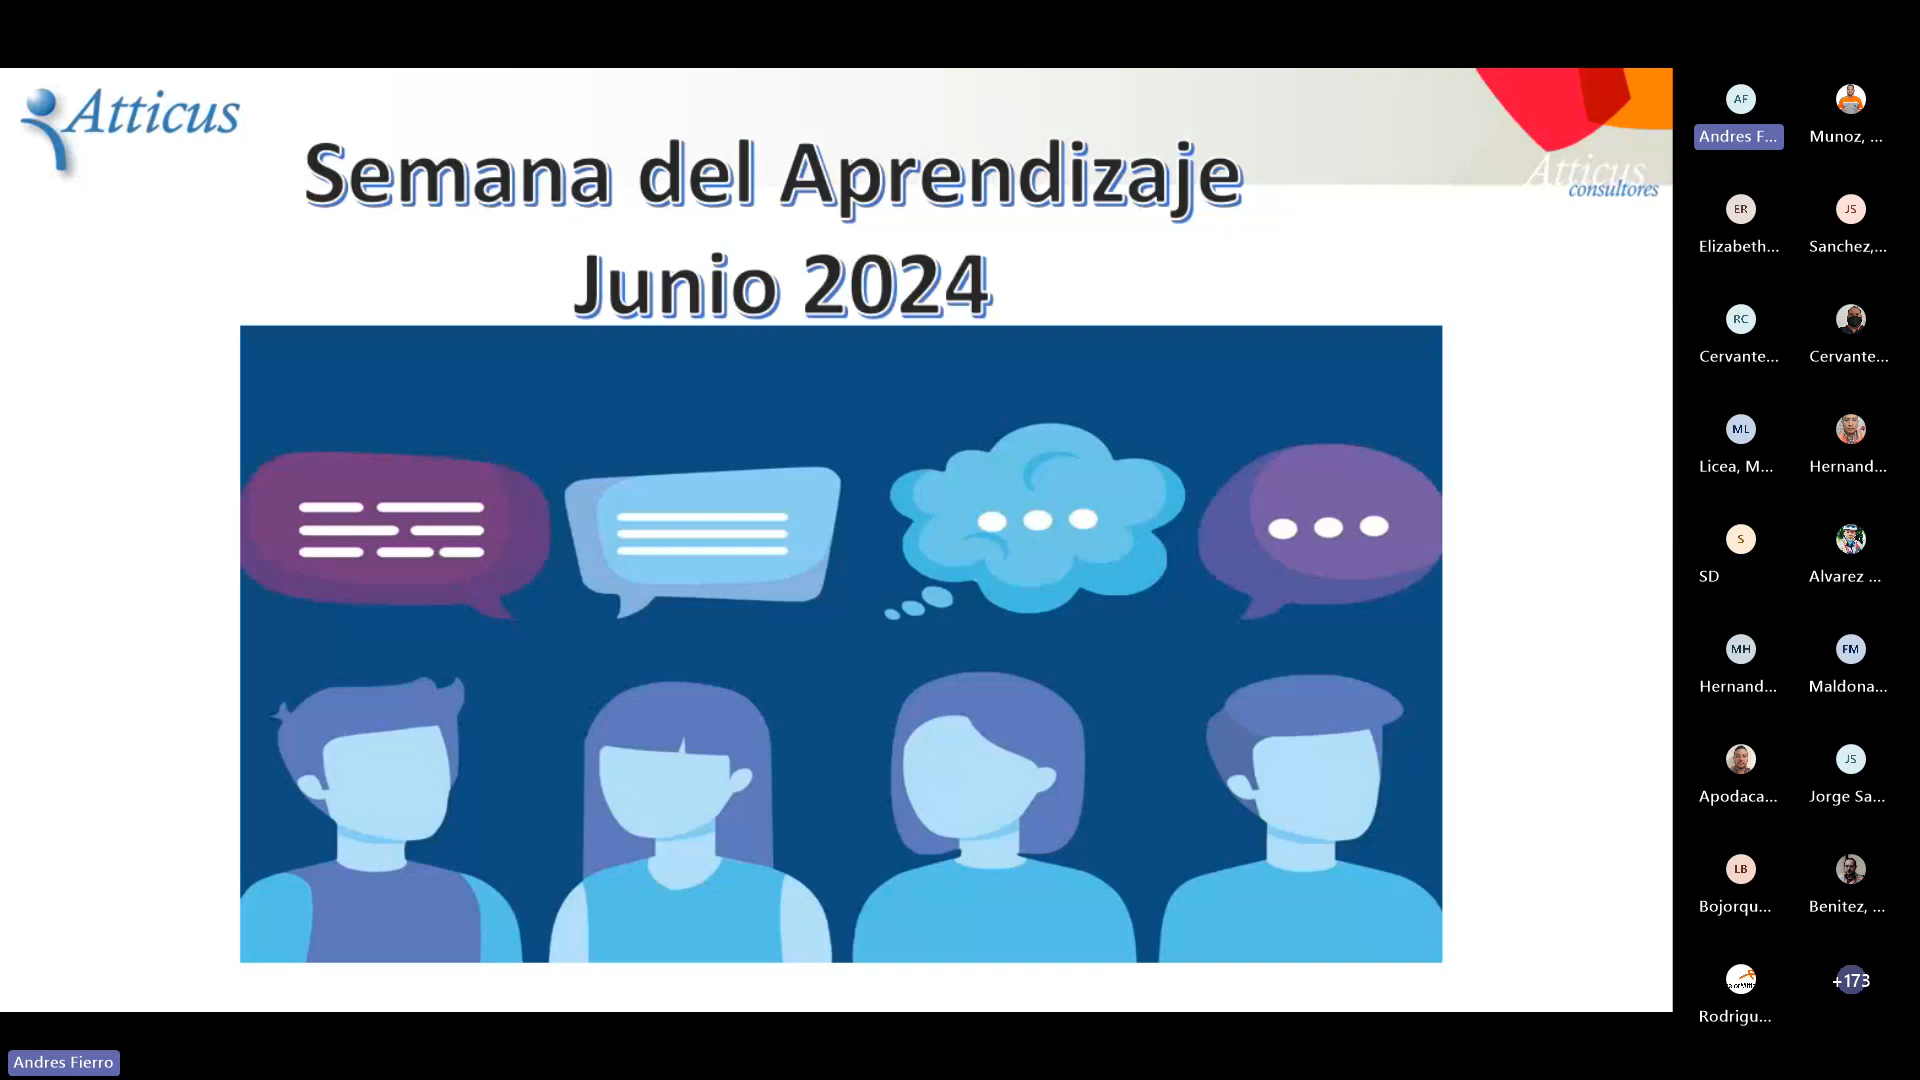 Atticus
Semana del Aprendizaje
Junio 2024
Atticus
consultores
AF
Andres F...
Munoz, ...
ER
Elizabeth...
JS
Sanchez,...
RC
Cervante...
Cervante...
ML
Licea, M...
Hernand...
S
SD
Alvarez ...
MH
Hernand...
FM
Maldona...
Apodaca...
JS
Jorge Sa...
LB
Bojorqu...
Benitez, ...
Rodrigu...
+173
Andres Fierro